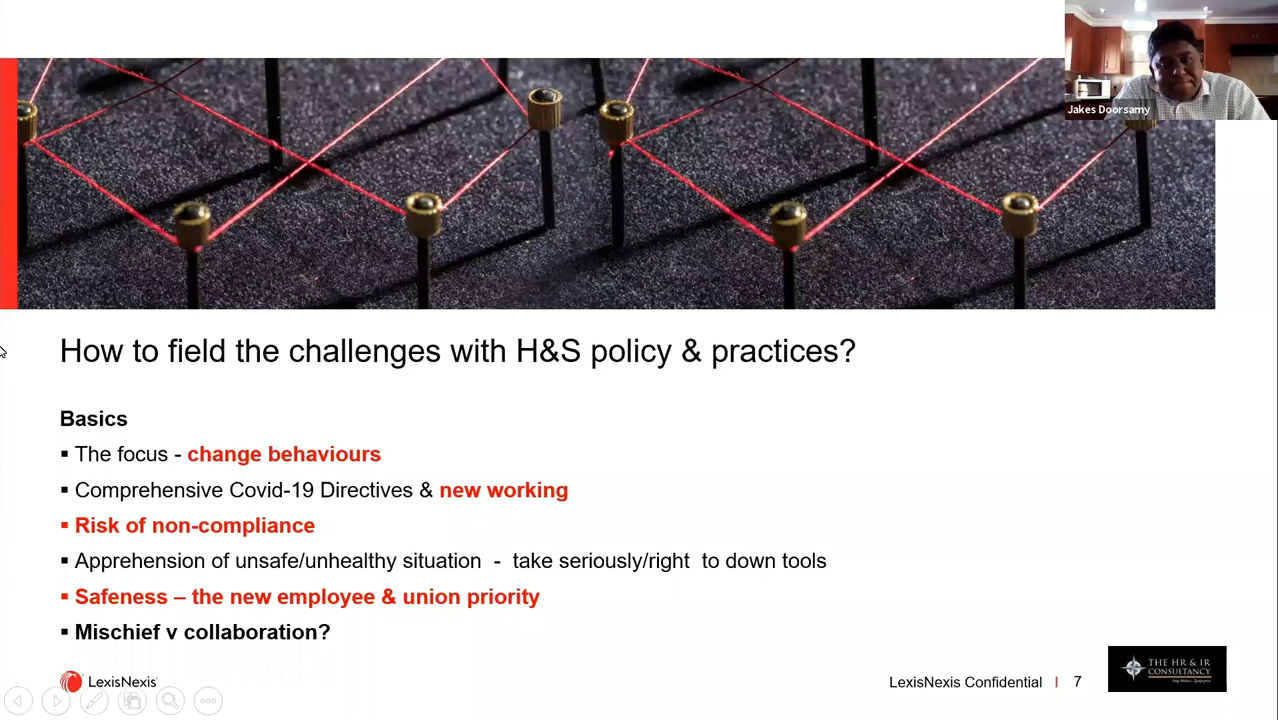 Jakes Doorsamy
How to field the challenges with H&S policy & practices?
Basics
▪ The focus - change behaviours
▪ Comprehensive Covid-19 Directives & new working
▪ Risk of non-compliance
▪ Apprehension of unsafe/unhealthy situation - take seriously/right to down tools
▪ Safeness – the new employee & union priority
▪ Mischief v collaboration?
LexisNexis
LexisNexis Confidential | 7
THE HR & IR
CONSULTANCY